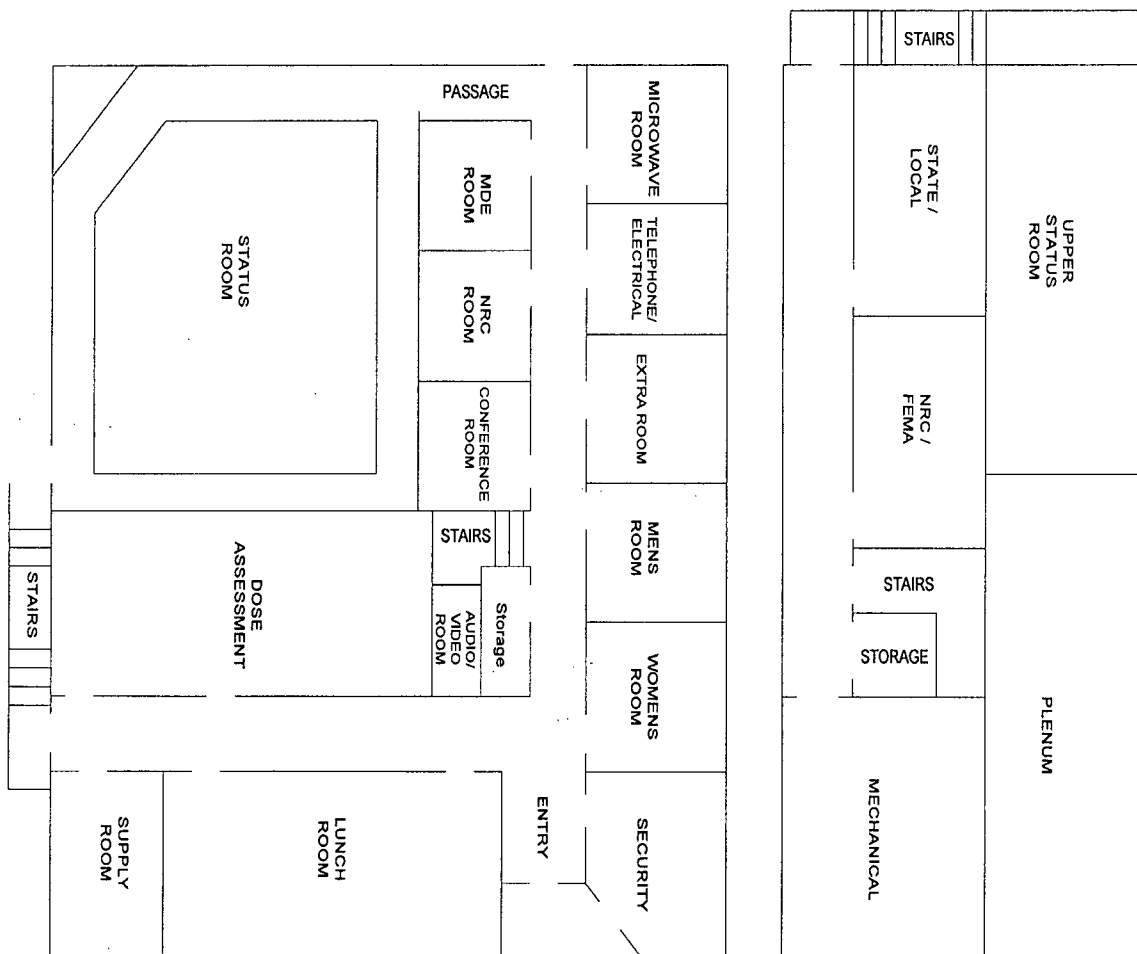 STAIRS
PASSAGE
MICROWAVE
ROOM
MDE
ROOM
STATE /
LOCAL
UPPER
STATUS
ROOM
STATUS
ROOM
NRC
ROOM
TELEPHONE/
ELECTRICAL
CONFERENCE
ROOM
EXTRA ROOM
NRC /
FEMA
STAIRS
MENS
ROOM
STAIRS
DOSE
ASSESSMENT
STAIRS
AUDIO/
VIDEO
ROOM
Storage
WOMENS
ROOM
STORAGE
PLENUM
SUPPLY
ROOM
LUNCH
ROOM
ENTRY
SECURITY
MECHANICAL